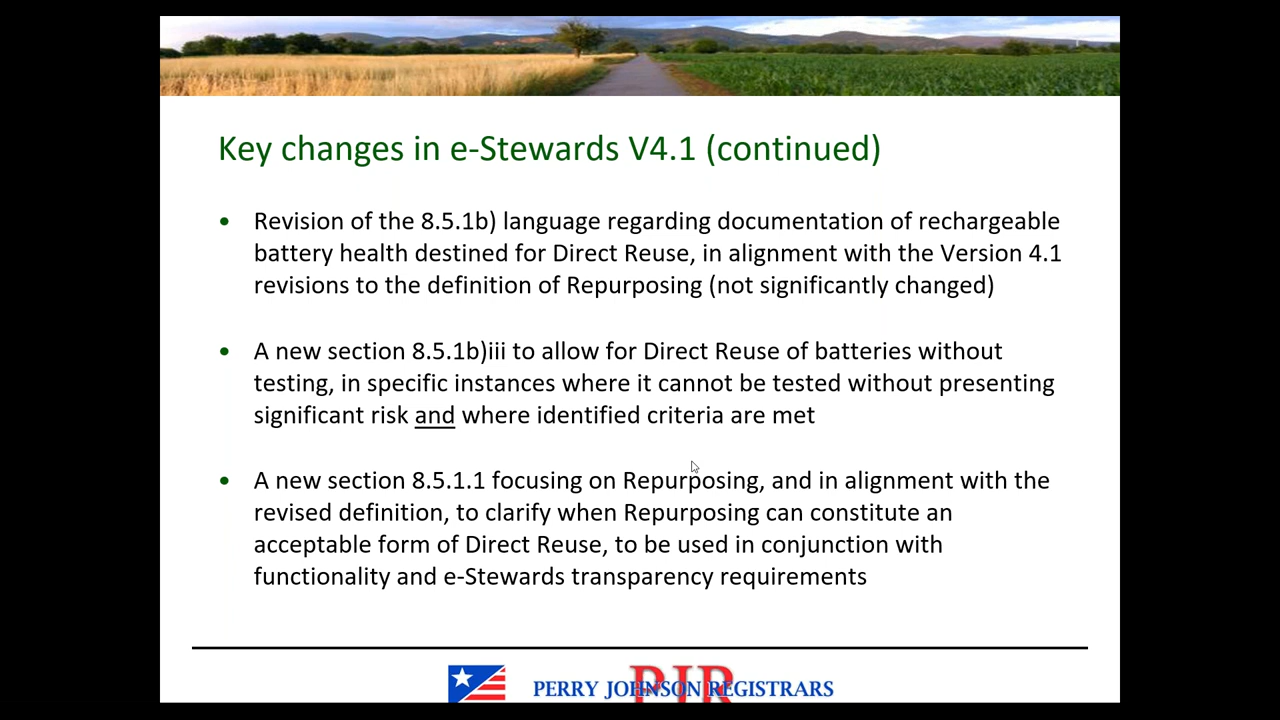 Key changes in e-Stewards V4.1 (continued)
• Revision of the 8.5.1b) language regarding documentation of rechargeable
battery health destined for Direct Reuse, in alignment with the Version 4.1
revisions to the definition of Repurposing (not significantly changed)
• A new section 8.5.1b)iii to allow for Direct Reuse of batteries without
testing, in specific instances where it cannot be tested without presenting
significant risk and where identified criteria are met
• A new section 8.5.1.1 focusing on Repurposing, and in alignment with the
revised definition, to clarify when Repurposing can constitute an
acceptable form of Direct Reuse, to be used in conjunction with
functionality and e-Stewards transparency requirements
PJR
PERRY JOHNSON REGISTRARS